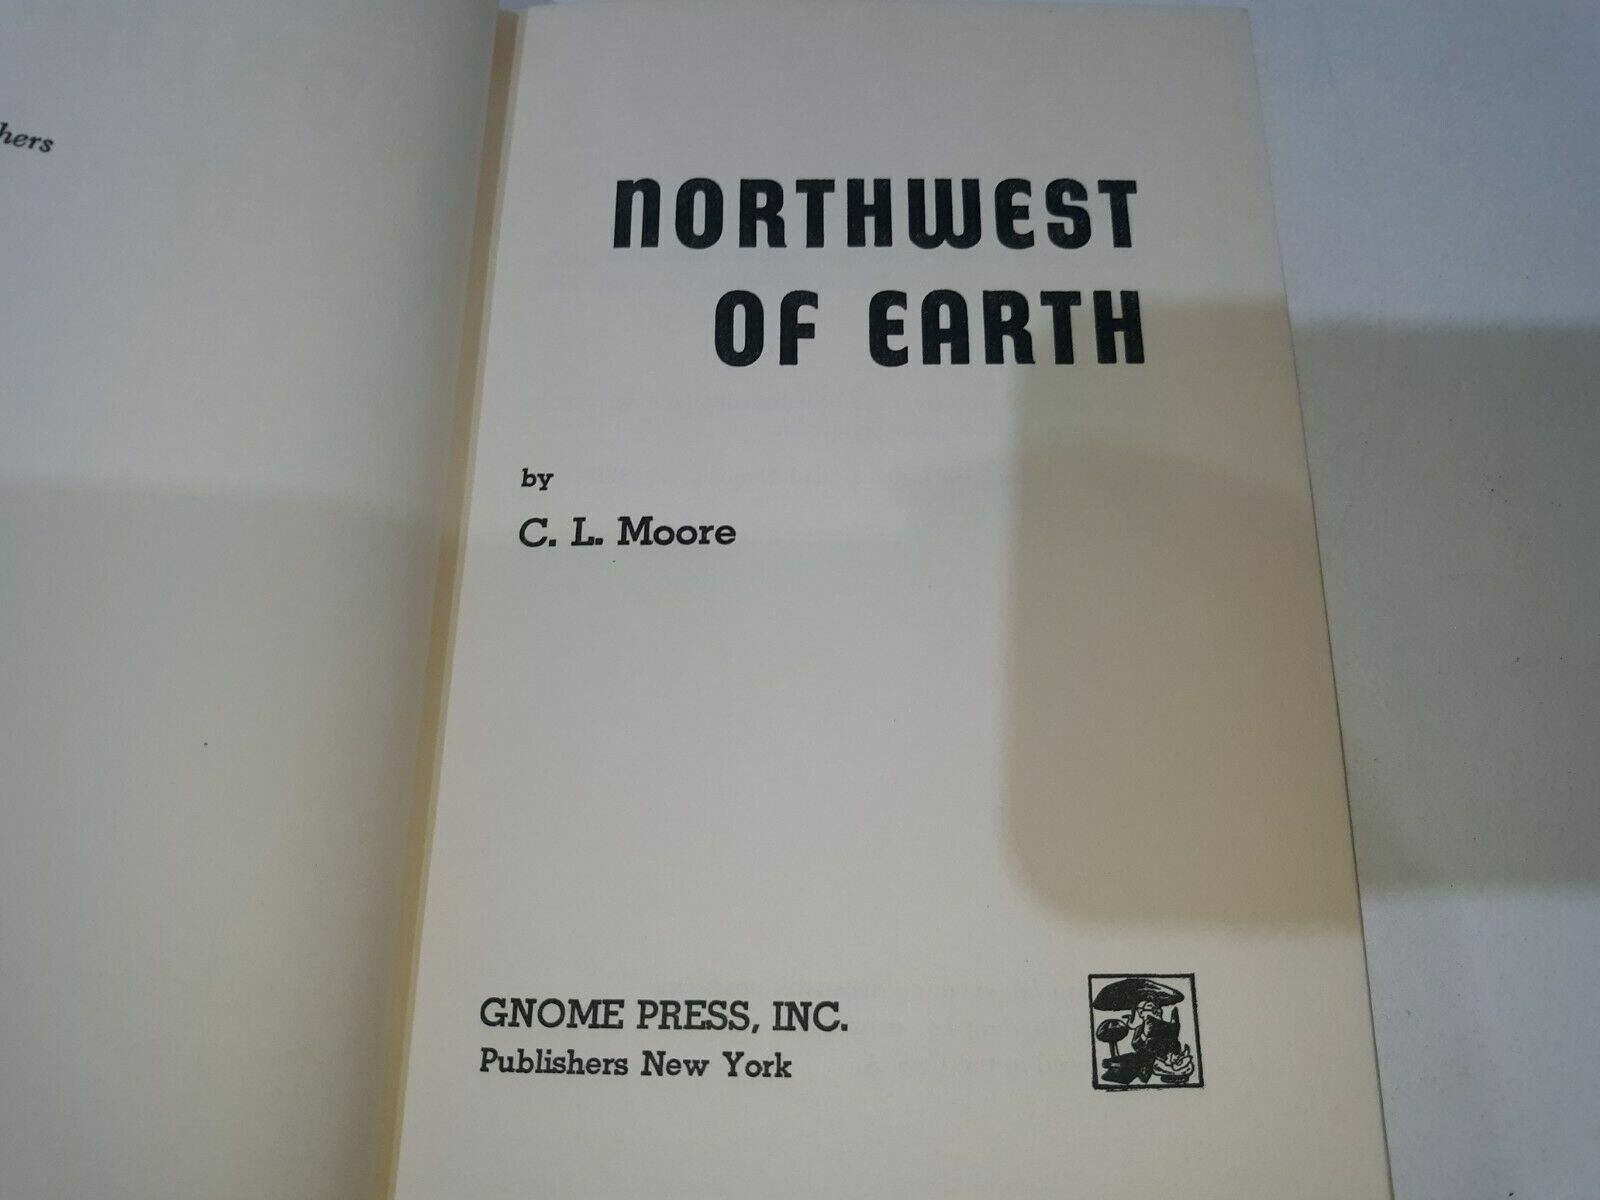 hers
NORTHWEST
OF EARTH
by
C. L. Moore
GNOME PRESS, INC.
Publishers New York